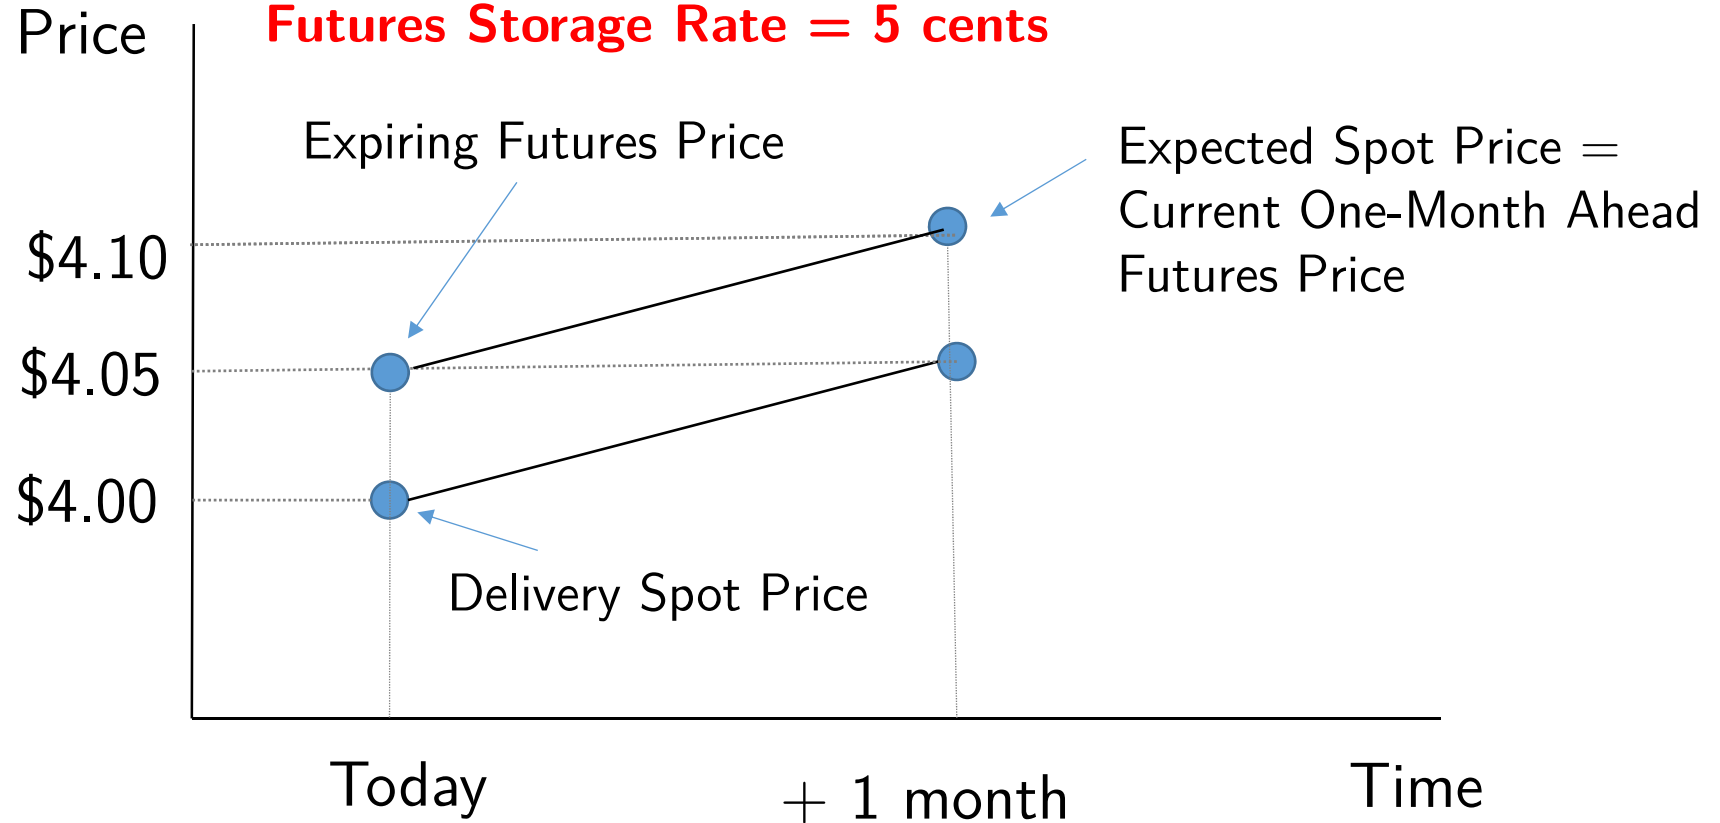 Price
Futures Storage Rate = 5 cents
Expiring Futures Price
Expected Spot Price =
Current One-Month Ahead
Futures Price
$4.10
$4.05
$4.00
Delivery Spot Price
Today
+ 1 month
Time